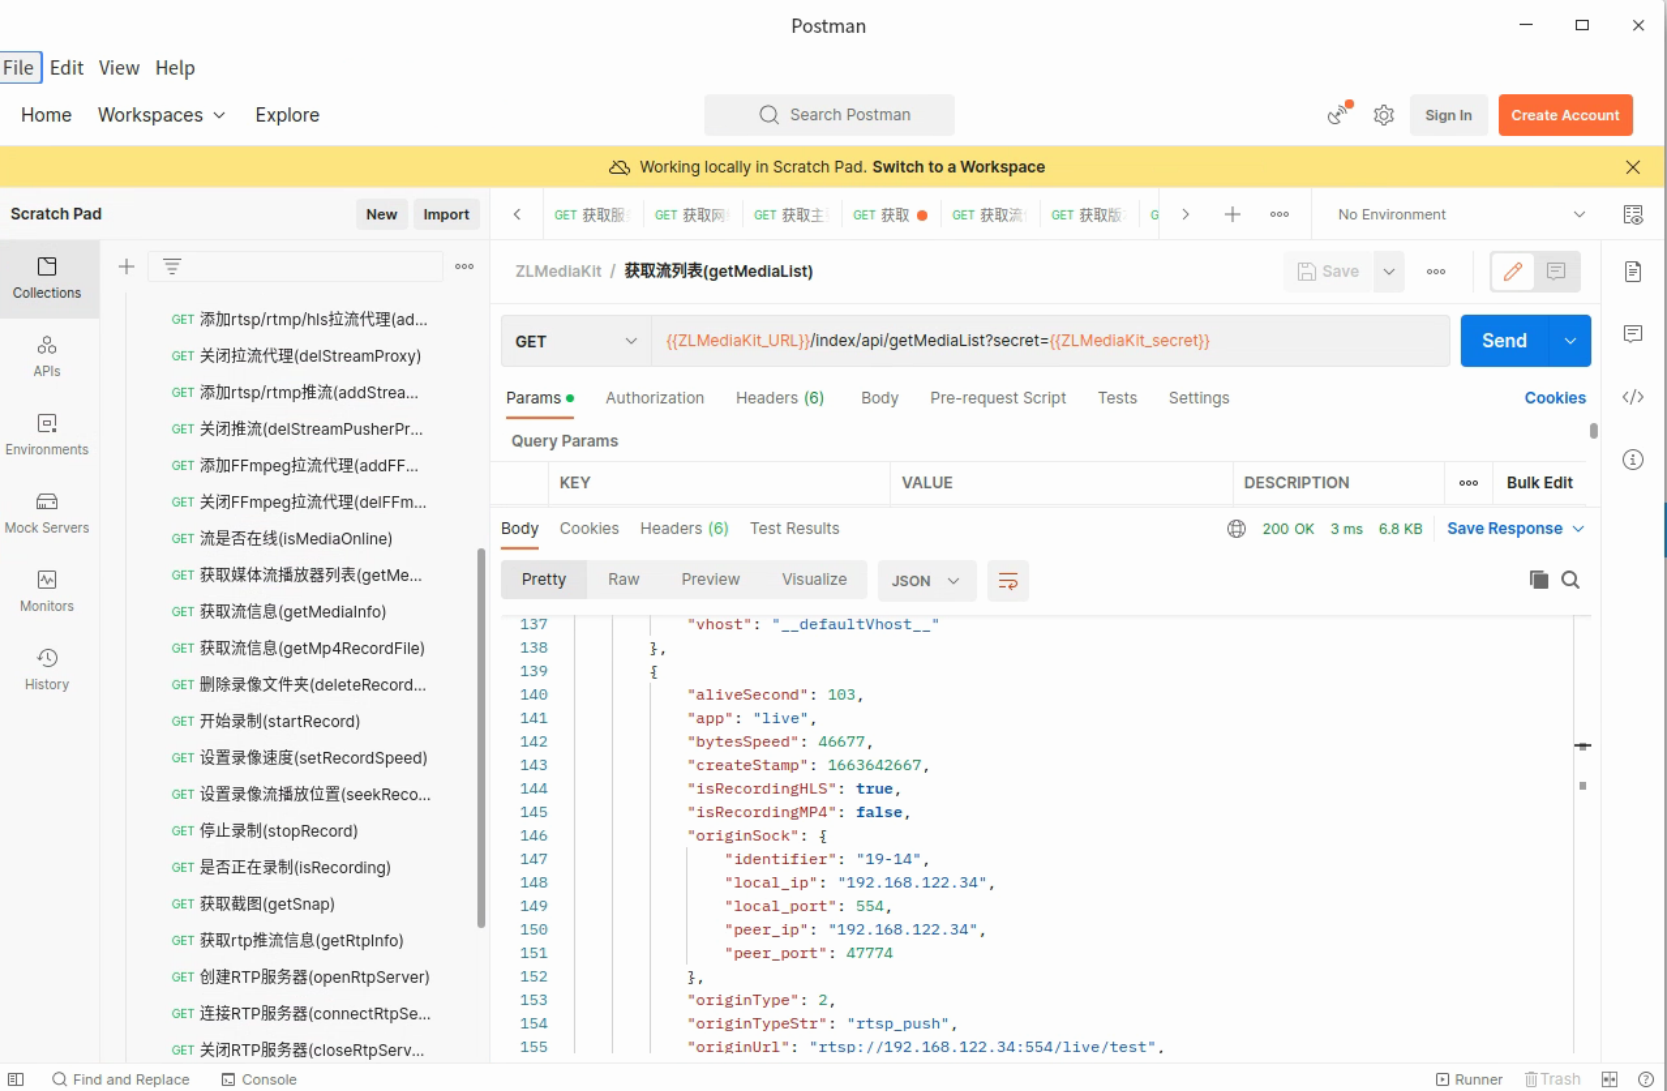 Postman
File Edit View Help
Home Workspaces Explore Search Postman Sign In Create Account
Working locally in Scratch Pad. Switch to a Workspace
Scratch Pad New Import
GET 获取服 GET 获取网 GET 获取主 GET 获取 GET 获取流 GET 获取版 G No Environment
Collections
APIs
Environments
Mock Servers
Monitors
History
GET 添加rtsp/rtmp/hls拉流代理(ad...
GET 关闭拉流代理(delStreamProxy)
GET 添加rtsp/rtmp推流(addStrea...
GET 关闭推流(delStreamPusherPr...
GET 添加FFmpeg拉流代理(addFF...
GET 关闭FFmpeg拉流代理(delFFm...
GET 流是否在线(isMediaOnline)
GET 获取媒体流播放器列表(getMe...
GET 获取流信息(getMediaInfo)
GET 获取流信息(getMp4RecordFile)
GET 删除录像文件夹(deleteRecord...
GET 开始录制(startRecord)
GET 设置录像速度(setRecordSpeed)
GET 设置录像流播放位置(seekReco...
GET 停止录制(stopRecord)
GET 是否正在录制(isRecording)
GET 获取截图(getSnap)
GET 获取rtp推流信息(getRtpInfo)
GET 创建RTP服务器(openRtpServer)
GET 连接RTP服务器(connectRtpSe...
GET 关闭RTP服务器(closeRtpServ...
ZLMediaKit / 获取流列表(getMediaList) Save
GET {{ZLMediaKit_URL}}/index/api/getMediaList?secret={{ZLMediaKit_secret}} Send
Params Authorization Headers (6) Body Pre-request Script Tests Settings Cookies
Query Params
KEY VALUE DESCRIPTION Bulk Edit
Body Cookies Headers (6) Test Results 200 OK 3 ms 6.8 KB Save Response
Pretty Raw Preview Visualize JSON
137 "vhost": "__defaultVhost__"
138 },
139 {
140 "aliveSecond": 103,
141 "app": "live",
142 "bytesSpeed": 46677,
143 "createStamp": 1663642667,
144 "isRecordingHLS": true,
145 "isRecordingMP4": false,
146 "originSock": {
147 "identifier": "19-14",
148 "local_ip": "192.168.122.34",
149 "local_port": 554,
150 "peer_ip": "192.168.122.34",
151 "peer_port": 47774
152 },
153 "originType": 2,
154 "originTypeStr": "rtsp_push",
155 "originUrl": "rtsp://192.168.122.34:554/live/test",
Find and Replace Console Runner Trash